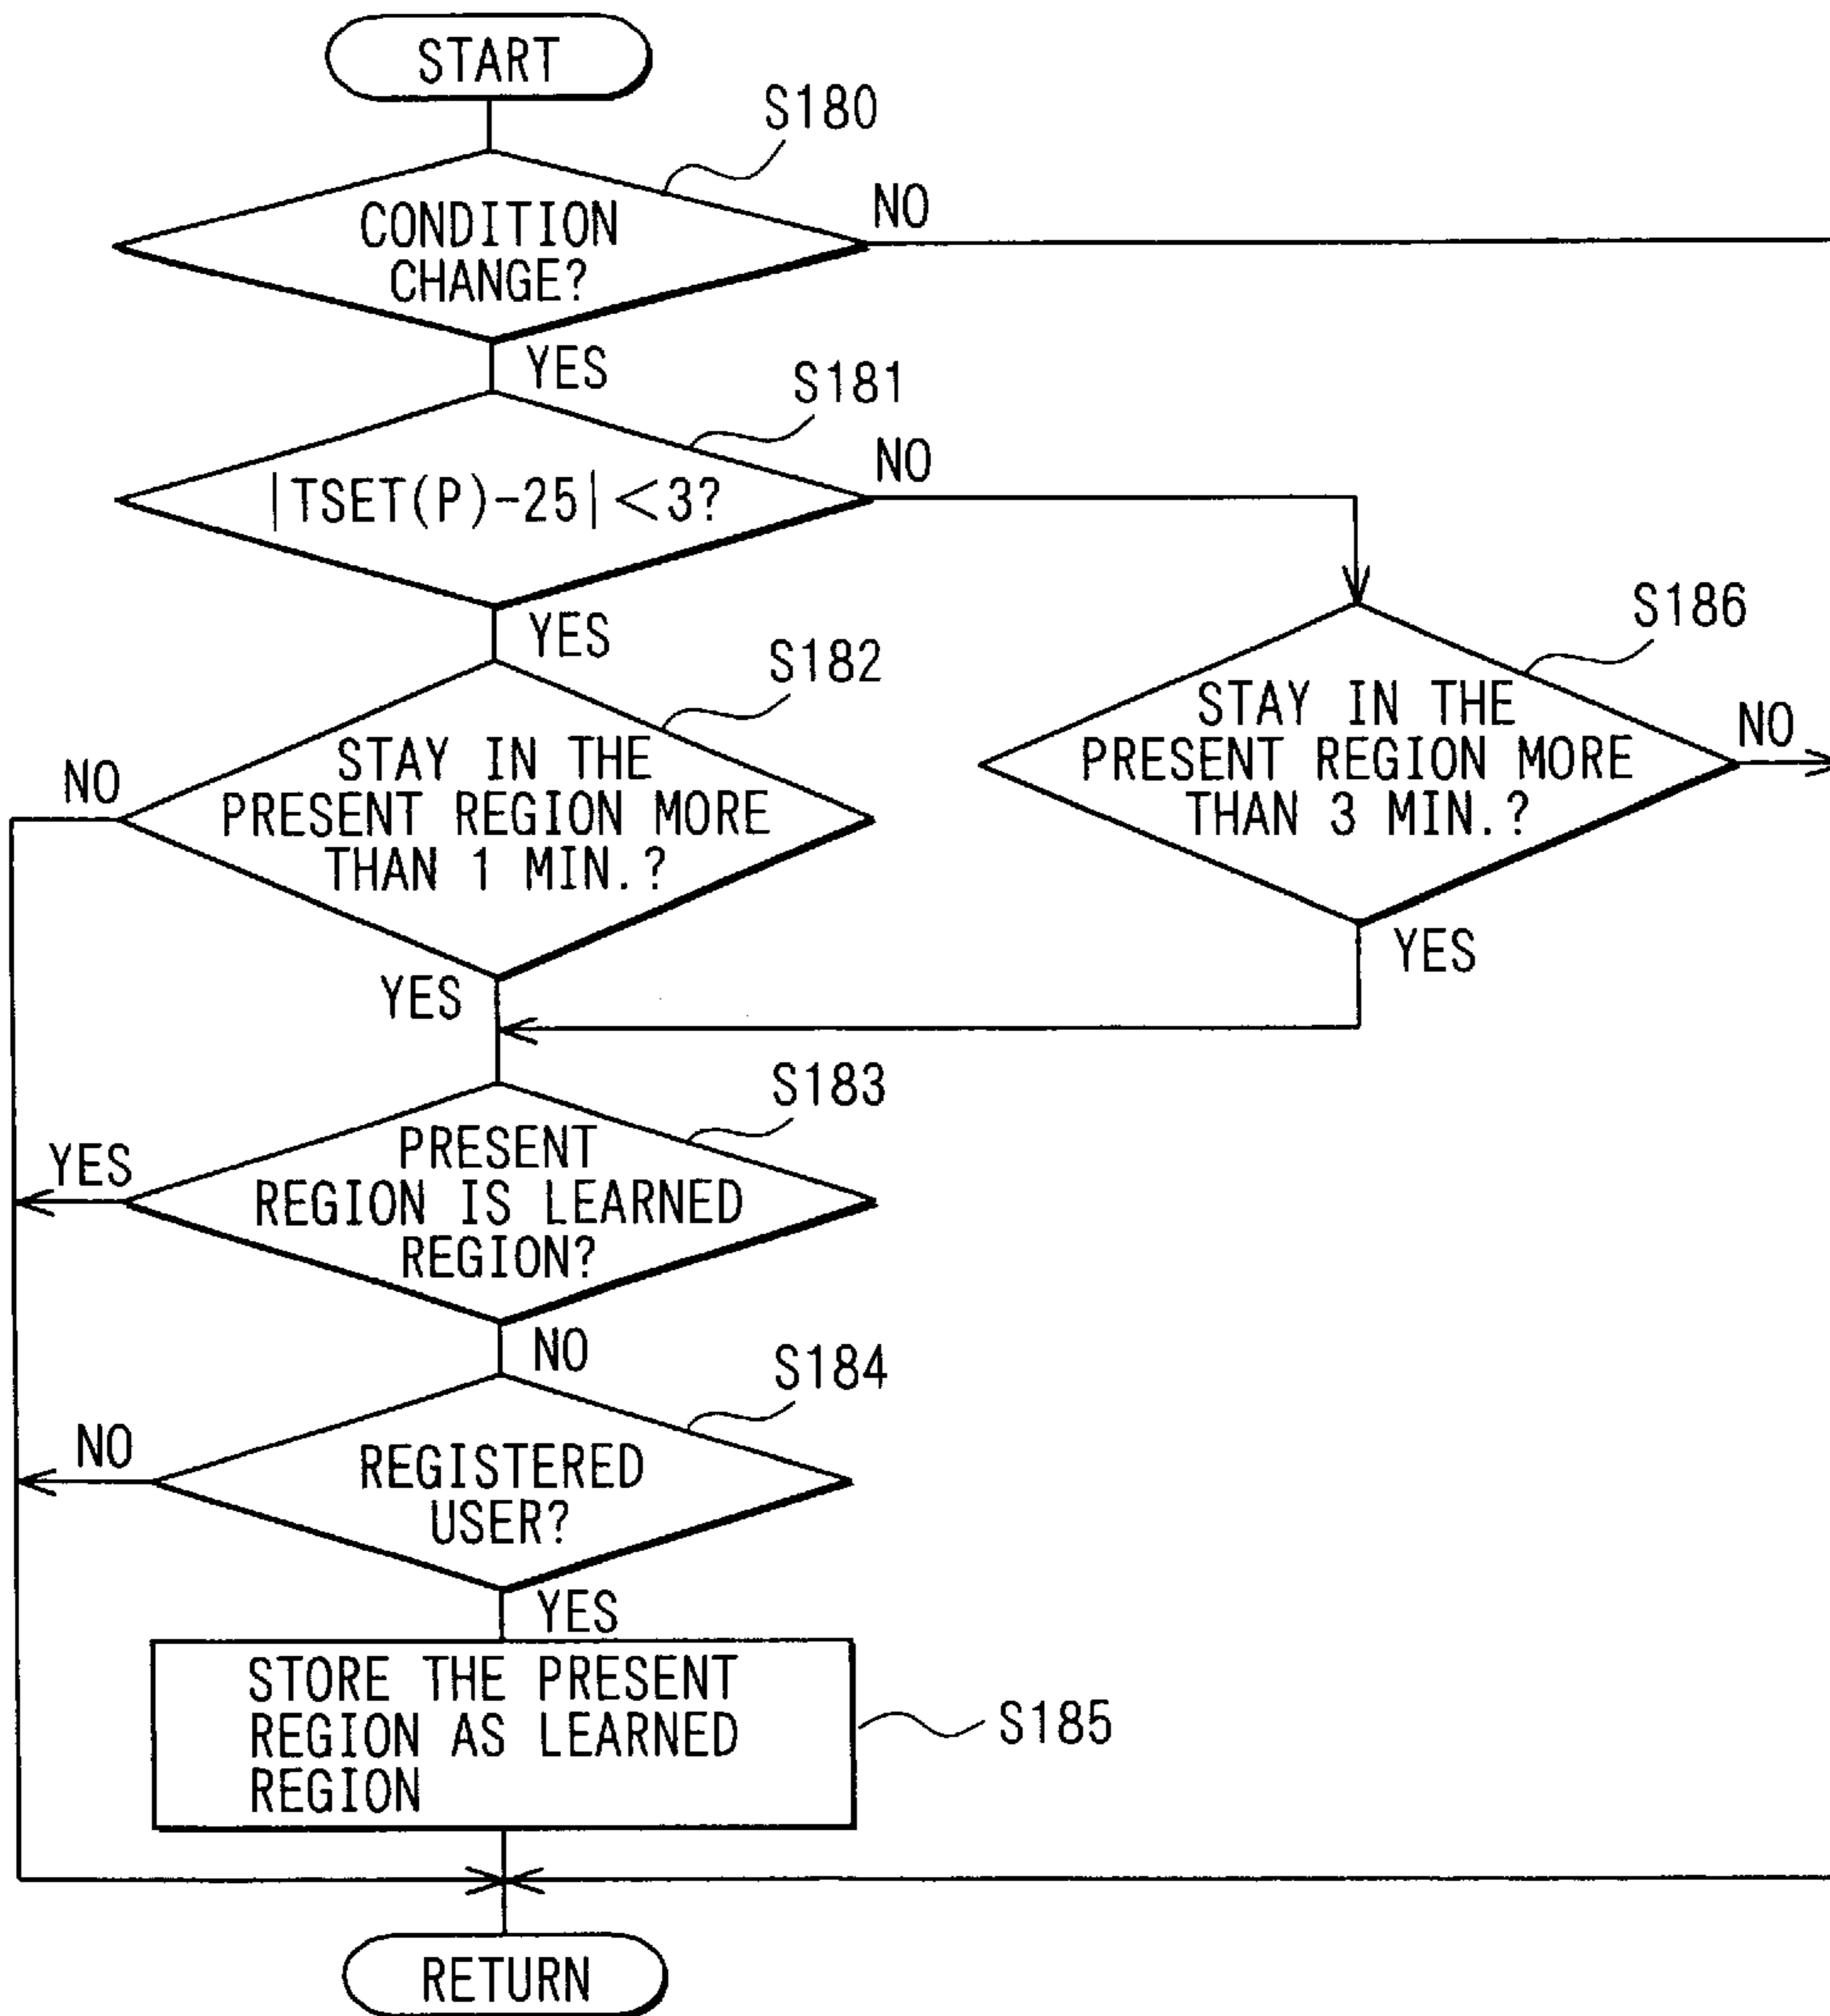 START
S180
CONDITION
CHANGE?
NO
YES
S181
|TSET(P)-25|<3?
NO
YES
S182
STAY IN THE
PRESENT REGION MORE
THAN 1 MIN.?
NO
YES
S186
STAY IN THE
PRESENT REGION MORE
THAN 3 MIN.?
NO
YES
S183
PRESENT
REGION IS LEARNED
REGION?
YES
NO
S184
REGISTERED
USER?
NO
YES
STORE THE PRESENT
REGION AS LEARNED
REGION
S185
RETURN